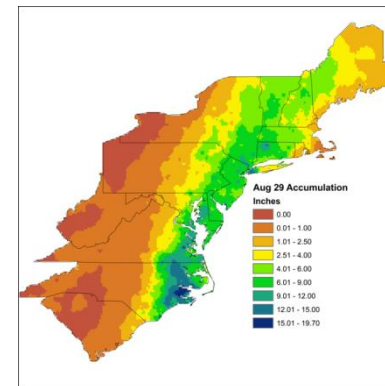 Aug 29 Accumulation
Inches
0.00
0.01 - 1.00
1.01 - 2.50
2.51 - 4.00
4.01 - 6.00
6.01 - 9.00
9.01 - 12.00
12.01 - 15.00
15.01 - 19.70